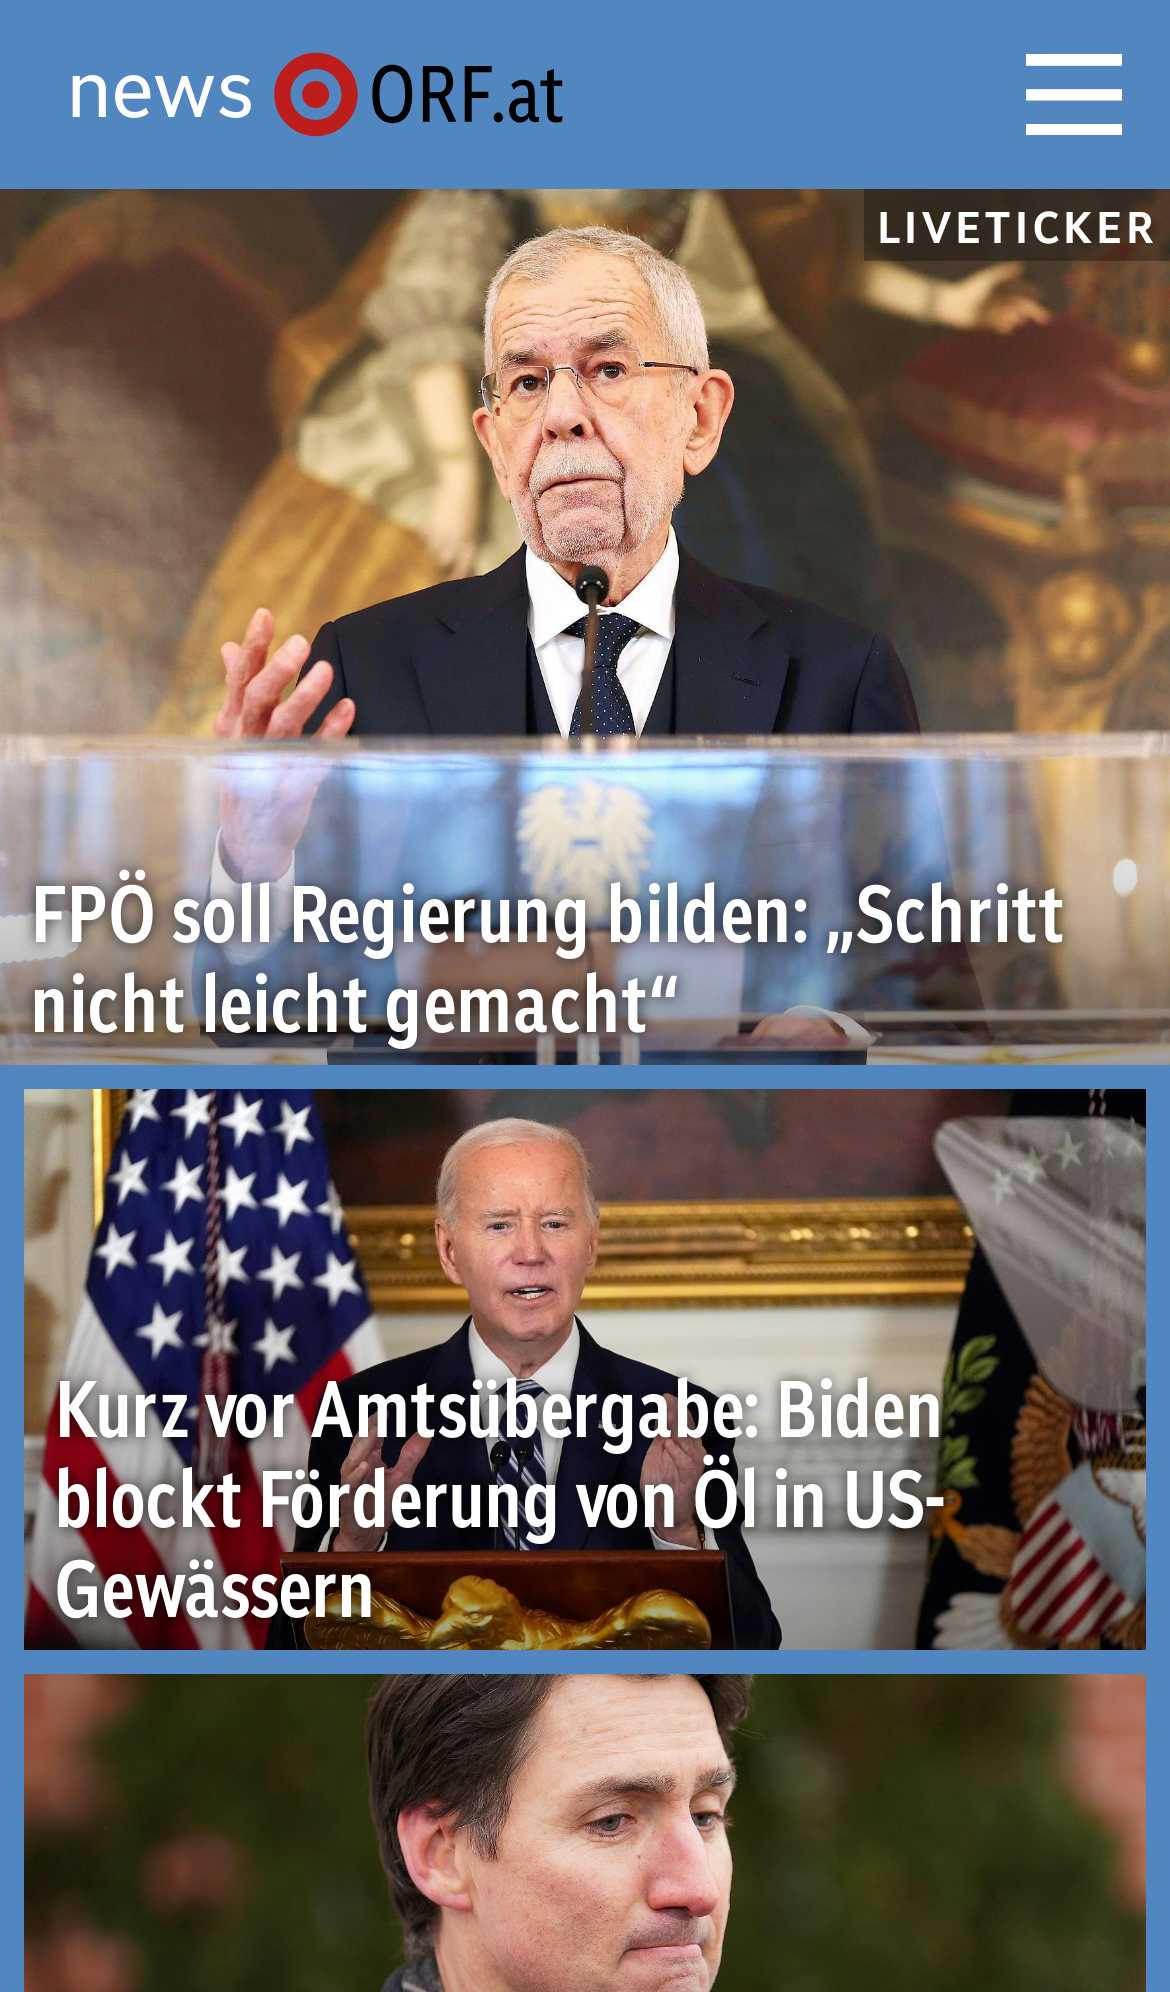 news ORF.at
LIVETICKER
FPÖ soll Regierung bilden: „Schritt
nicht leicht gemacht“
Kurz vor Amtsübergabe: Biden
blockt Förderung von Öl in US-
Gewässern